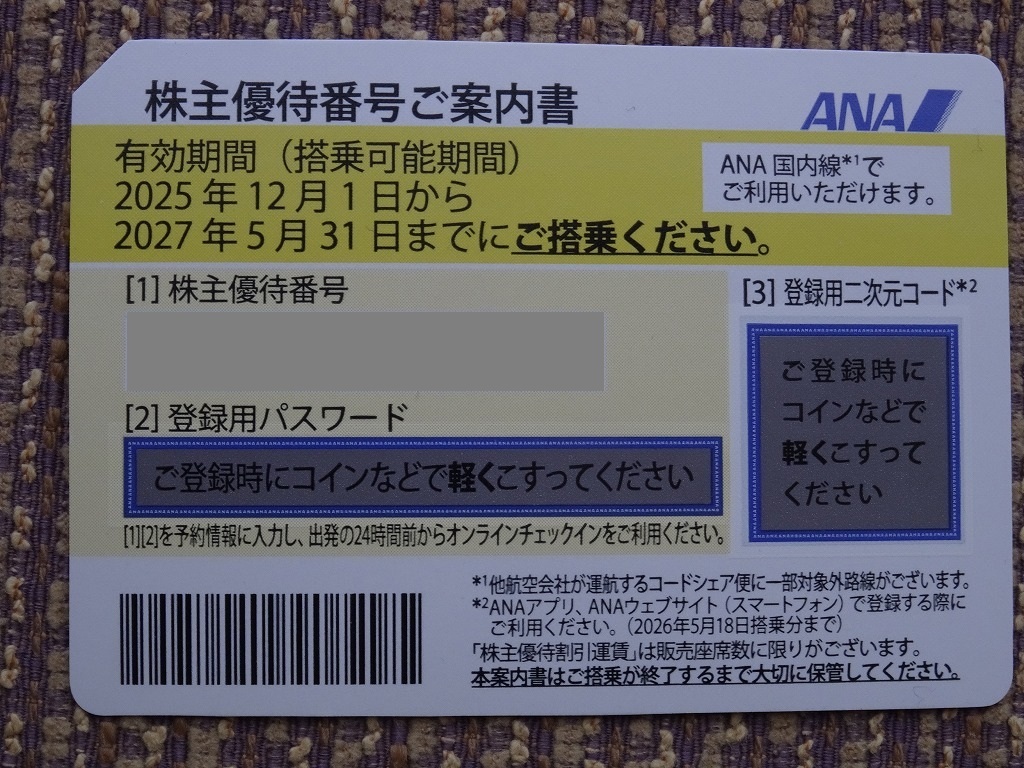 株主優待番号ご案内書
ANA
有効期間（搭乗可能期間）
2025年12月1日から
2027年5月31日までにご搭乗ください。
ANA国内線*1で
ご利用いただけます。
[1] 株主優待番号
[2] 登録用パスワード
ご登録時にコインなどで軽くこすってください
[1][2]を予約情報に入力し、出発の24時間前からオンラインチェックインをご利用ください。
[3] 登録用二次元コード*2
ご登録時に
コインなどで
軽くこすって
ください
*1他航空会社が運航するコードシェア便に一部対象外路線がございます。
*2ANAアプリ、ANAウェブサイト（スマートフォン）で登録する際に
ご利用ください。（2026年5月18日搭乗分まで）
「株主優待割引運賃」は販売座席数に限りがございます。
本案内書はご搭乗が終了するまで大切に保管してください。